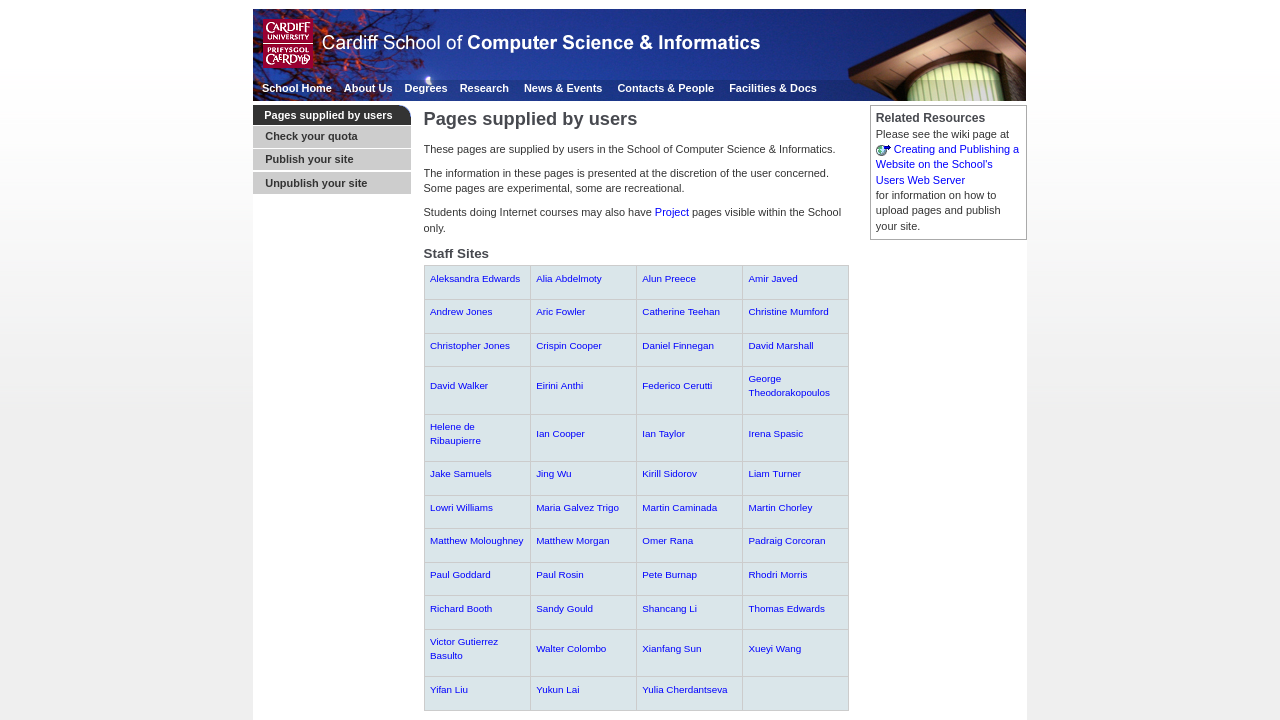 CARDIFF
UNIVERSITY
PRIFYSGOL
CAERDYDD
Cardiff School of Computer Science & Informatics
School Home About Us Degrees Research News & Events Contacts & People Facilities & Docs
Pages supplied by users
Check your quota
Publish your site
Unpublish your site
Pages supplied by users
These pages are supplied by users in the School of Computer Science & Informatics.
The information in these pages is presented at the discretion of the user concerned.
Some pages are experimental, some are recreational.
Students doing Internet courses may also have Project pages visible within the School
only.
Staff Sites
Aleksandra Edwards Alia Abdelmoty Alun Preece Amir Javed
Andrew Jones Aric Fowler Catherine Teehan Christine Mumford
Christopher Jones Crispin Cooper Daniel Finnegan David Marshall
David Walker Eirini Anthi Federico Cerutti George
Theodorakopoulos
Helene de
Ribaupierre Ian Cooper Ian Taylor Irena Spasic
Jake Samuels Jing Wu Kirill Sidorov Liam Turner
Lowri Williams Maria Galvez Trigo Martin Caminada Martin Chorley
Matthew Moloughney Matthew Morgan Omer Rana Padraig Corcoran
Paul Goddard Paul Rosin Pete Burnap Rhodri Morris
Richard Booth Sandy Gould Shancang Li Thomas Edwards
Victor Gutierrez
Basulto Walter Colombo Xianfang Sun Xueyi Wang
Yifan Liu Yukun Lai Yulia Cherdantseva
Related Resources
Please see the wiki page at
Creating and Publishing a
Website on the School's
Users Web Server
for information on how to
upload pages and publish
your site.